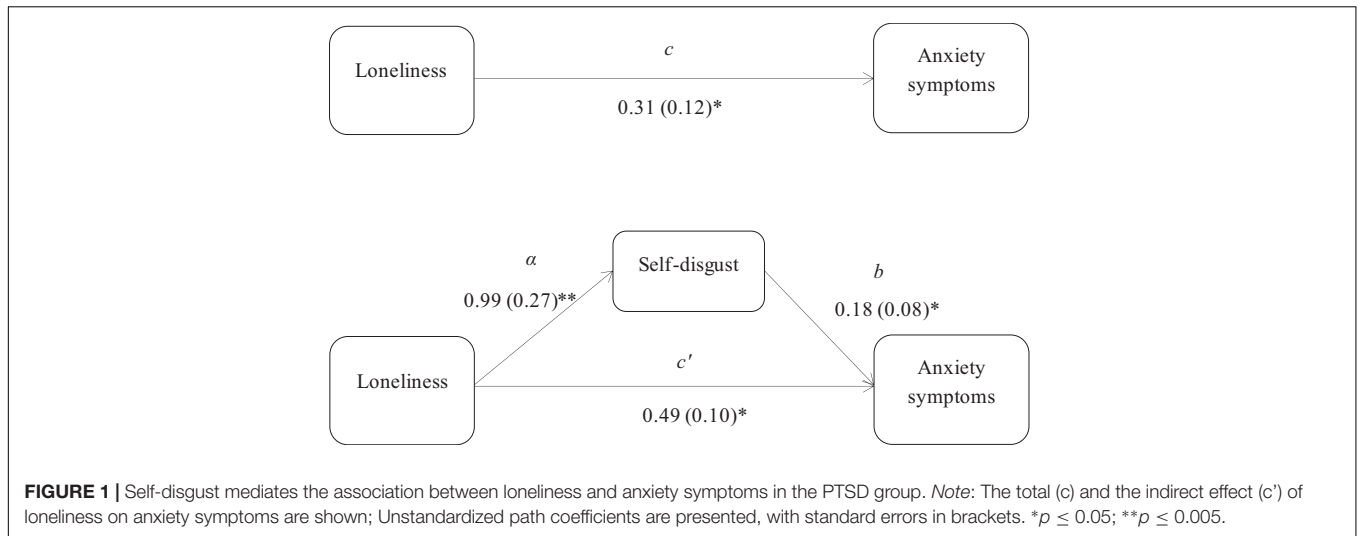 c
Loneliness
Anxiety
symptoms
0.31 (0.12)*
α
Self-disgust
b
0.99 (0.27)**
0.18 (0.08)*
c'
Loneliness
Anxiety
symptoms
0.49 (0.10)*
FIGURE 1 | Self-disgust mediates the association between loneliness and anxiety symptoms in the PTSD group. Note: The total (c) and the indirect effect (c') of
loneliness on anxiety symptoms are shown; Unstandardized path coefficients are presented, with standard errors in brackets. *p ≤ 0.05; **p ≤ 0.005.